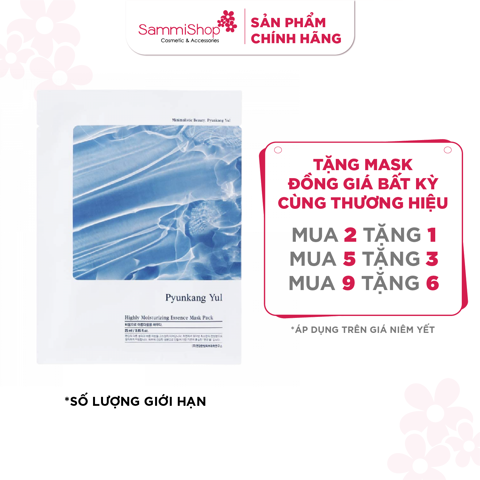 SammiShop
Cosmetic & Accessories
SẢN PHẨM
CHÍNH HÃNG
Pyunkang Yul
Pyunkang Yul
Highly Moisturizing Essence Mask Pack
TẶNG MASK
ĐỒNG GIÁ BẤT KỲ
CÙNG THƯƠNG HIỆU
MUA 2 TẶNG 1
MUA 5 TẶNG 3
MUA 9 TẶNG 6
*ÁP DỤNG TRÊN GIÁ NIÊM YẾT
*SỐ LƯỢNG GIỚI HẠN